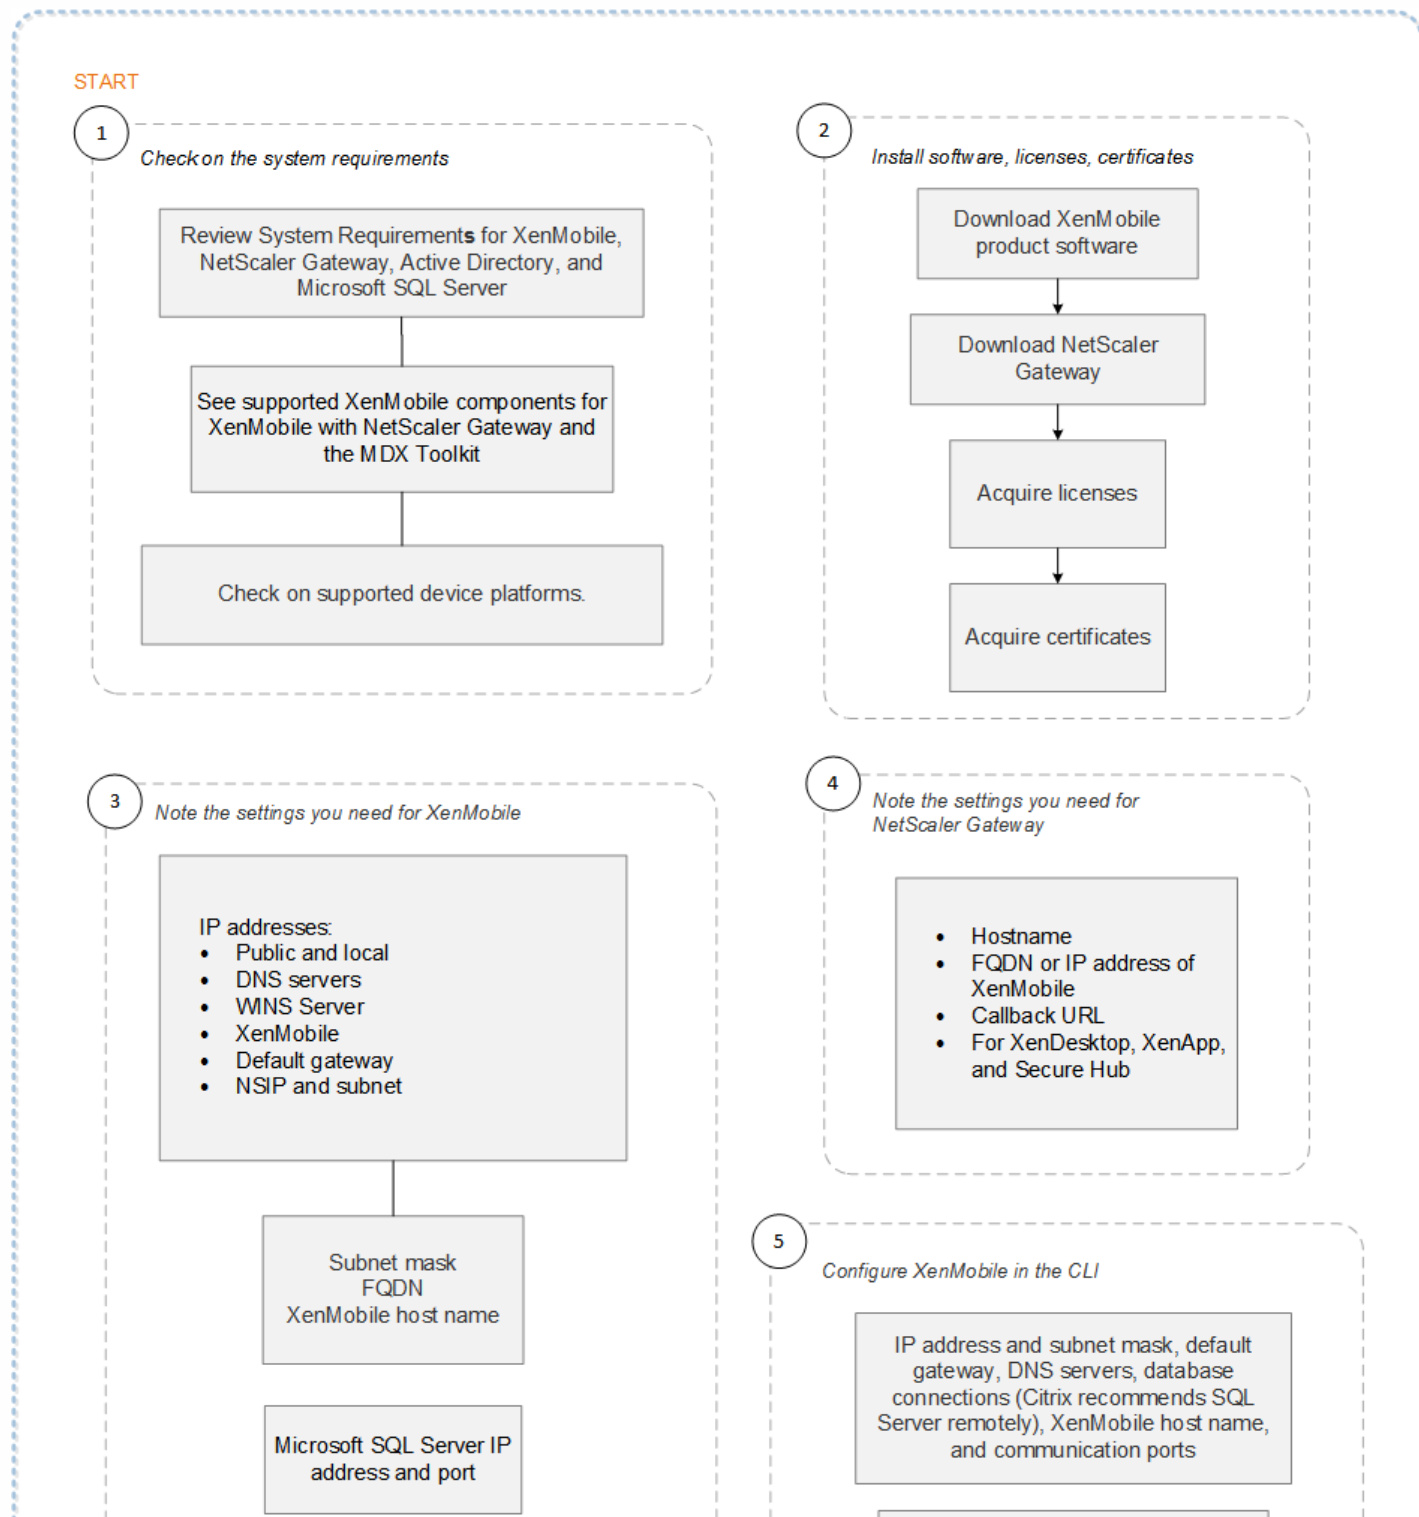 START
1
Check on the system requirements
Review System Requirements for XenMobile,
NetScaler Gateway, Active Directory, and
Microsoft SQL Server
See supported XenMobile components for
XenMobile with NetScaler Gateway and
the MDX Toolkit
Check on supported device platforms.
2
Install software, licenses, certificates
Download XenMobile
product software
Download NetScaler
Gateway
Acquire licenses
Acquire certificates
3
Note the settings you need for XenMobile
IP addresses:
• Public and local
• DNS servers
• WINS Server
• XenMobile
• Default gateway
• NSIP and subnet
Subnet mask
FQDN
XenMobile host name
Microsoft SQL Server IP
address and port
4
Note the settings you need for
NetScaler Gateway
• Hostname
• FQDN or IP address of
XenMobile
• Callback URL
• For XenDesktop, XenApp,
and Secure Hub
5
Configure XenMobile in the CLI
IP address and subnet mask, default
gateway, DNS servers, database
connections (Citrix recommends SQL
Server remotely), XenMobile host name,
and communication ports